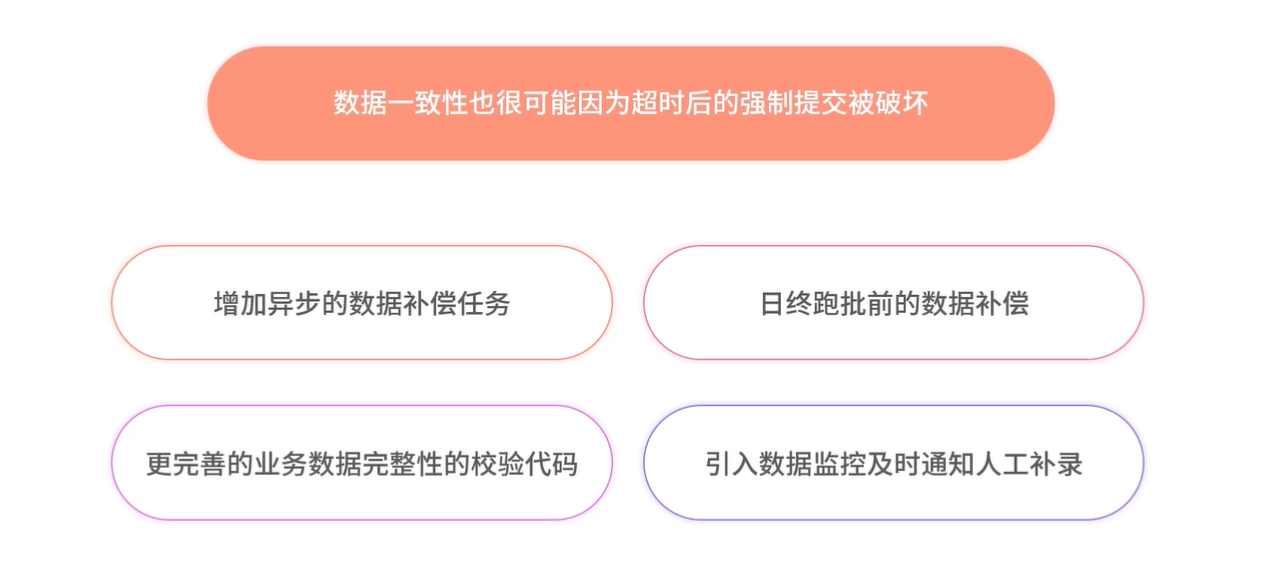 数据一致性也很可能因为超时后的强制提交被破坏
增加异步的数据补偿任务
日终跑批前的数据补偿
更完善的业务数据完整性的校验代码
引入数据监控及时通知人工补录